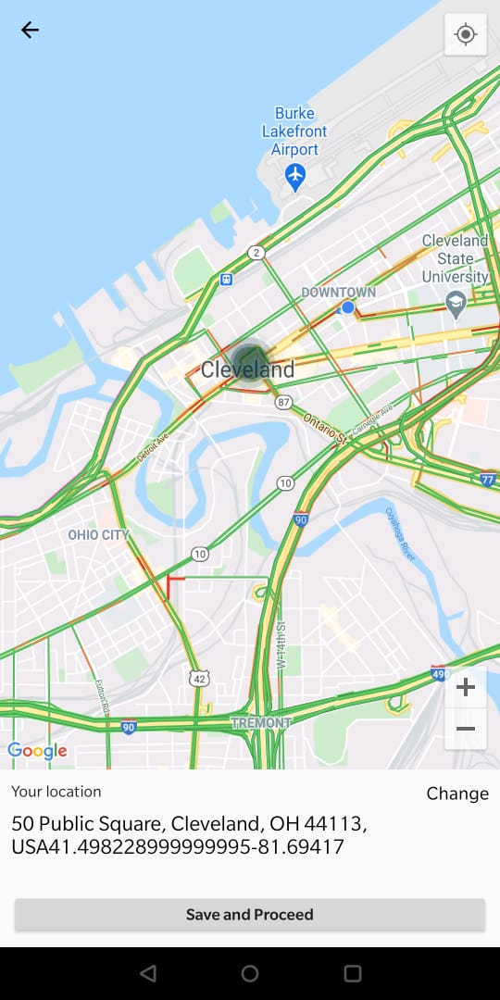 Burke
Lakefront
Airport
2
Cleveland
State
University
DOWNTOWN
Cleveland
87
Ontario St
Carnegie Ave
Detroit Ave
10
77
90
Cuyahoga River
OHIO CITY
10
W 14th St
42
490
Fulton Rd
TREMONT
90
Google
Your location
Change
50 Public Square, Cleveland, OH 44113,
USA41.498228999999995-81.69417
Save and Proceed